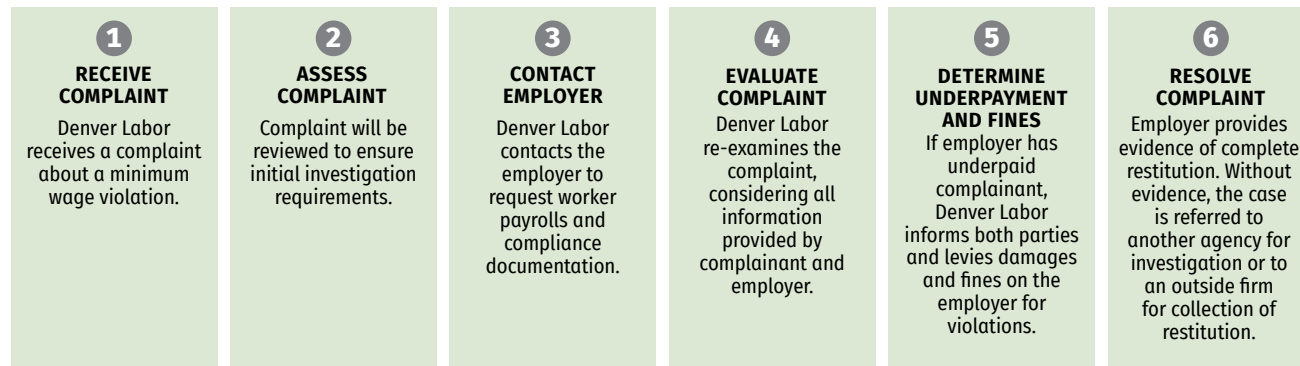 1
RECEIVE
COMPLAINT
Denver Labor
receives a complaint
about a minimum
wage violation.
2
ASSESS
COMPLAINT
Complaint will be
reviewed to ensure
initial investigation
requirements.
3
CONTACT
EMPLOYER
Denver Labor
contacts the
employer to
request worker
payrolls and
compliance
documentation.
4
EVALUATE
COMPLAINT
Denver Labor
re-examines the
complaint,
considering all
information
provided by
complainant and
employer.
5
DETERMINE
UNDERPAYMENT
AND FINES
If employer has
underpaid
complainant,
Denver Labor
informs both parties
and levies damages
and fines on the
employer for
violations.
6
RESOLVE
COMPLAINT
Employer provides
evidence of complete
restitution. Without
evidence, the case
is referred to
another agency for
investigation or to
an outside firm
for collection of
restitution.